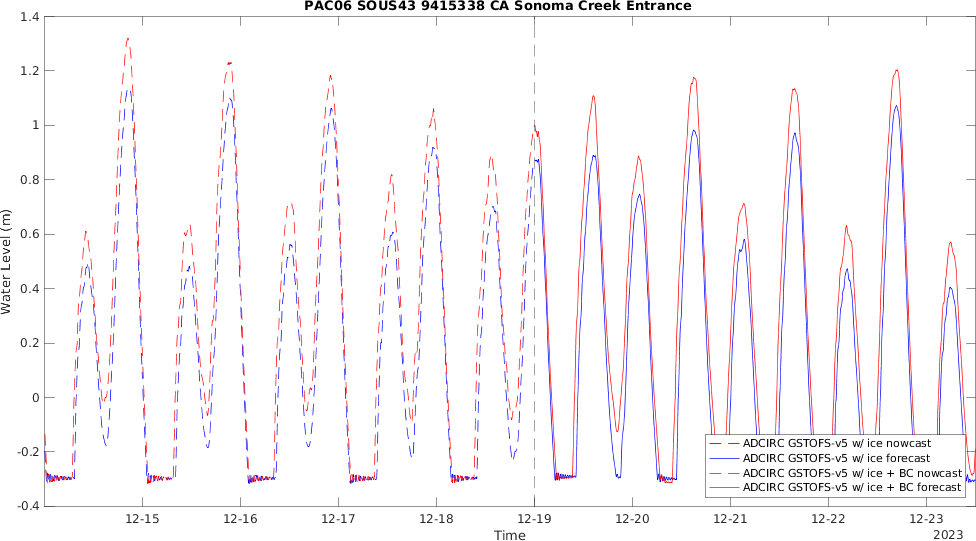 PAC06 SOUS43 9415338 CA Sonoma Creek Entrance
Water Level (m)
1.4
1.2
1
0.8
0.6
0.4
0.2
0
-0.2
-0.4
ADCIRC GSTOFS-v5 w/ ice nowcast
ADCIRC GSTOFS-v5 w/ ice forecast
ADCIRC GSTOFS-v5 w/ ice + BC nowcast
ADCIRC GSTOFS-v5 w/ ice + BC forecast
12-15 12-16 12-17 12-18 12-19 12-20 12-21 12-22 12-23
Time
2023